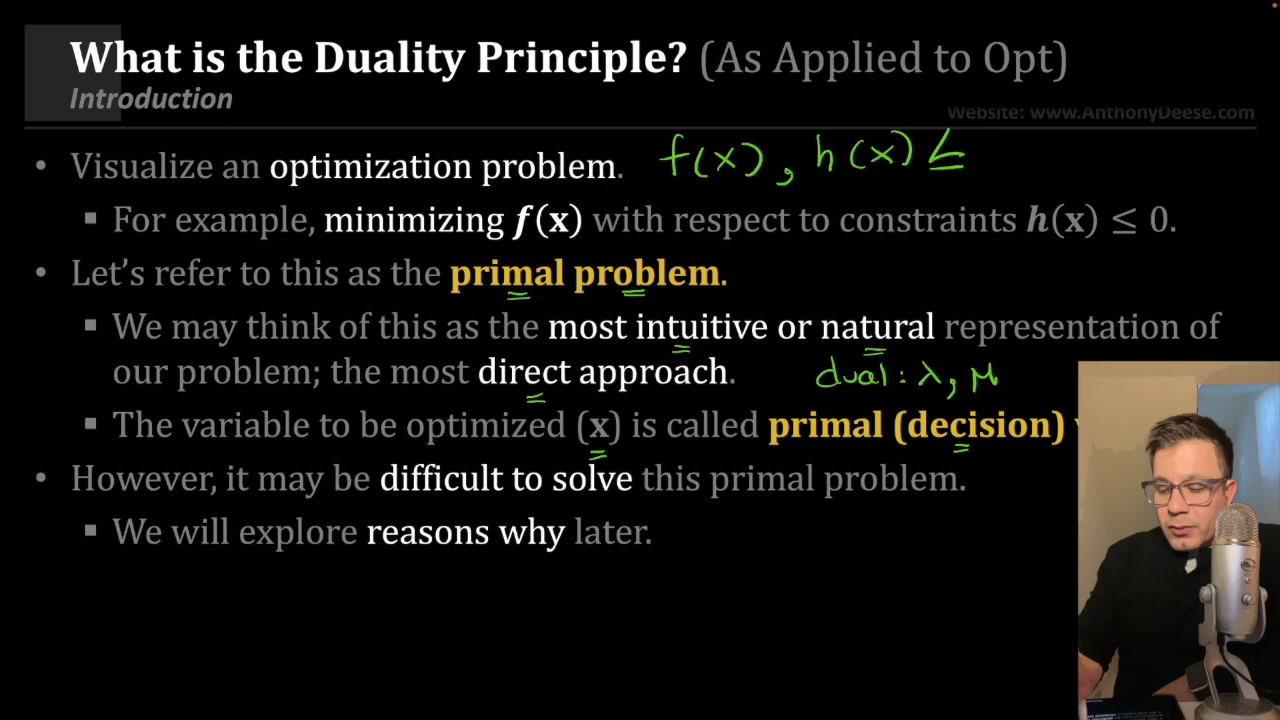 What is the Duality Principle? (As Applied to Opt)
Introduction
Website: www.AnthonyDeese.com
• Visualize an optimization problem. f(x), h(x) ≤
▪ For example, minimizing f(x) with respect to constraints h(x) ≤ 0.
• Let's refer to this as the primal problem.
▪ We may think of this as the most intuitive or natural representation of
our problem; the most direct approach. dual: λ, μ
▪ The variable to be optimized (x) is called primal (decision)
• However, it may be difficult to solve this primal problem.
▪ We will explore reasons why later.